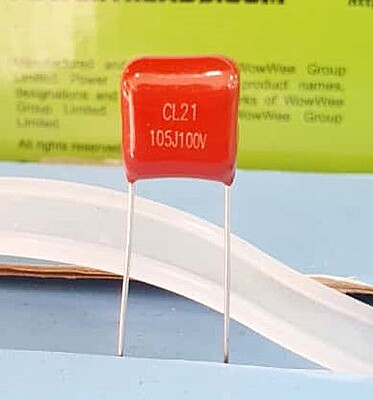 Manufactured and
WowWee Group
Limited. Power
product names,
designations and
rks of WowWee
Group Limited.
WowWee Group
Limited.
All rights reserved
CL21
105J100V